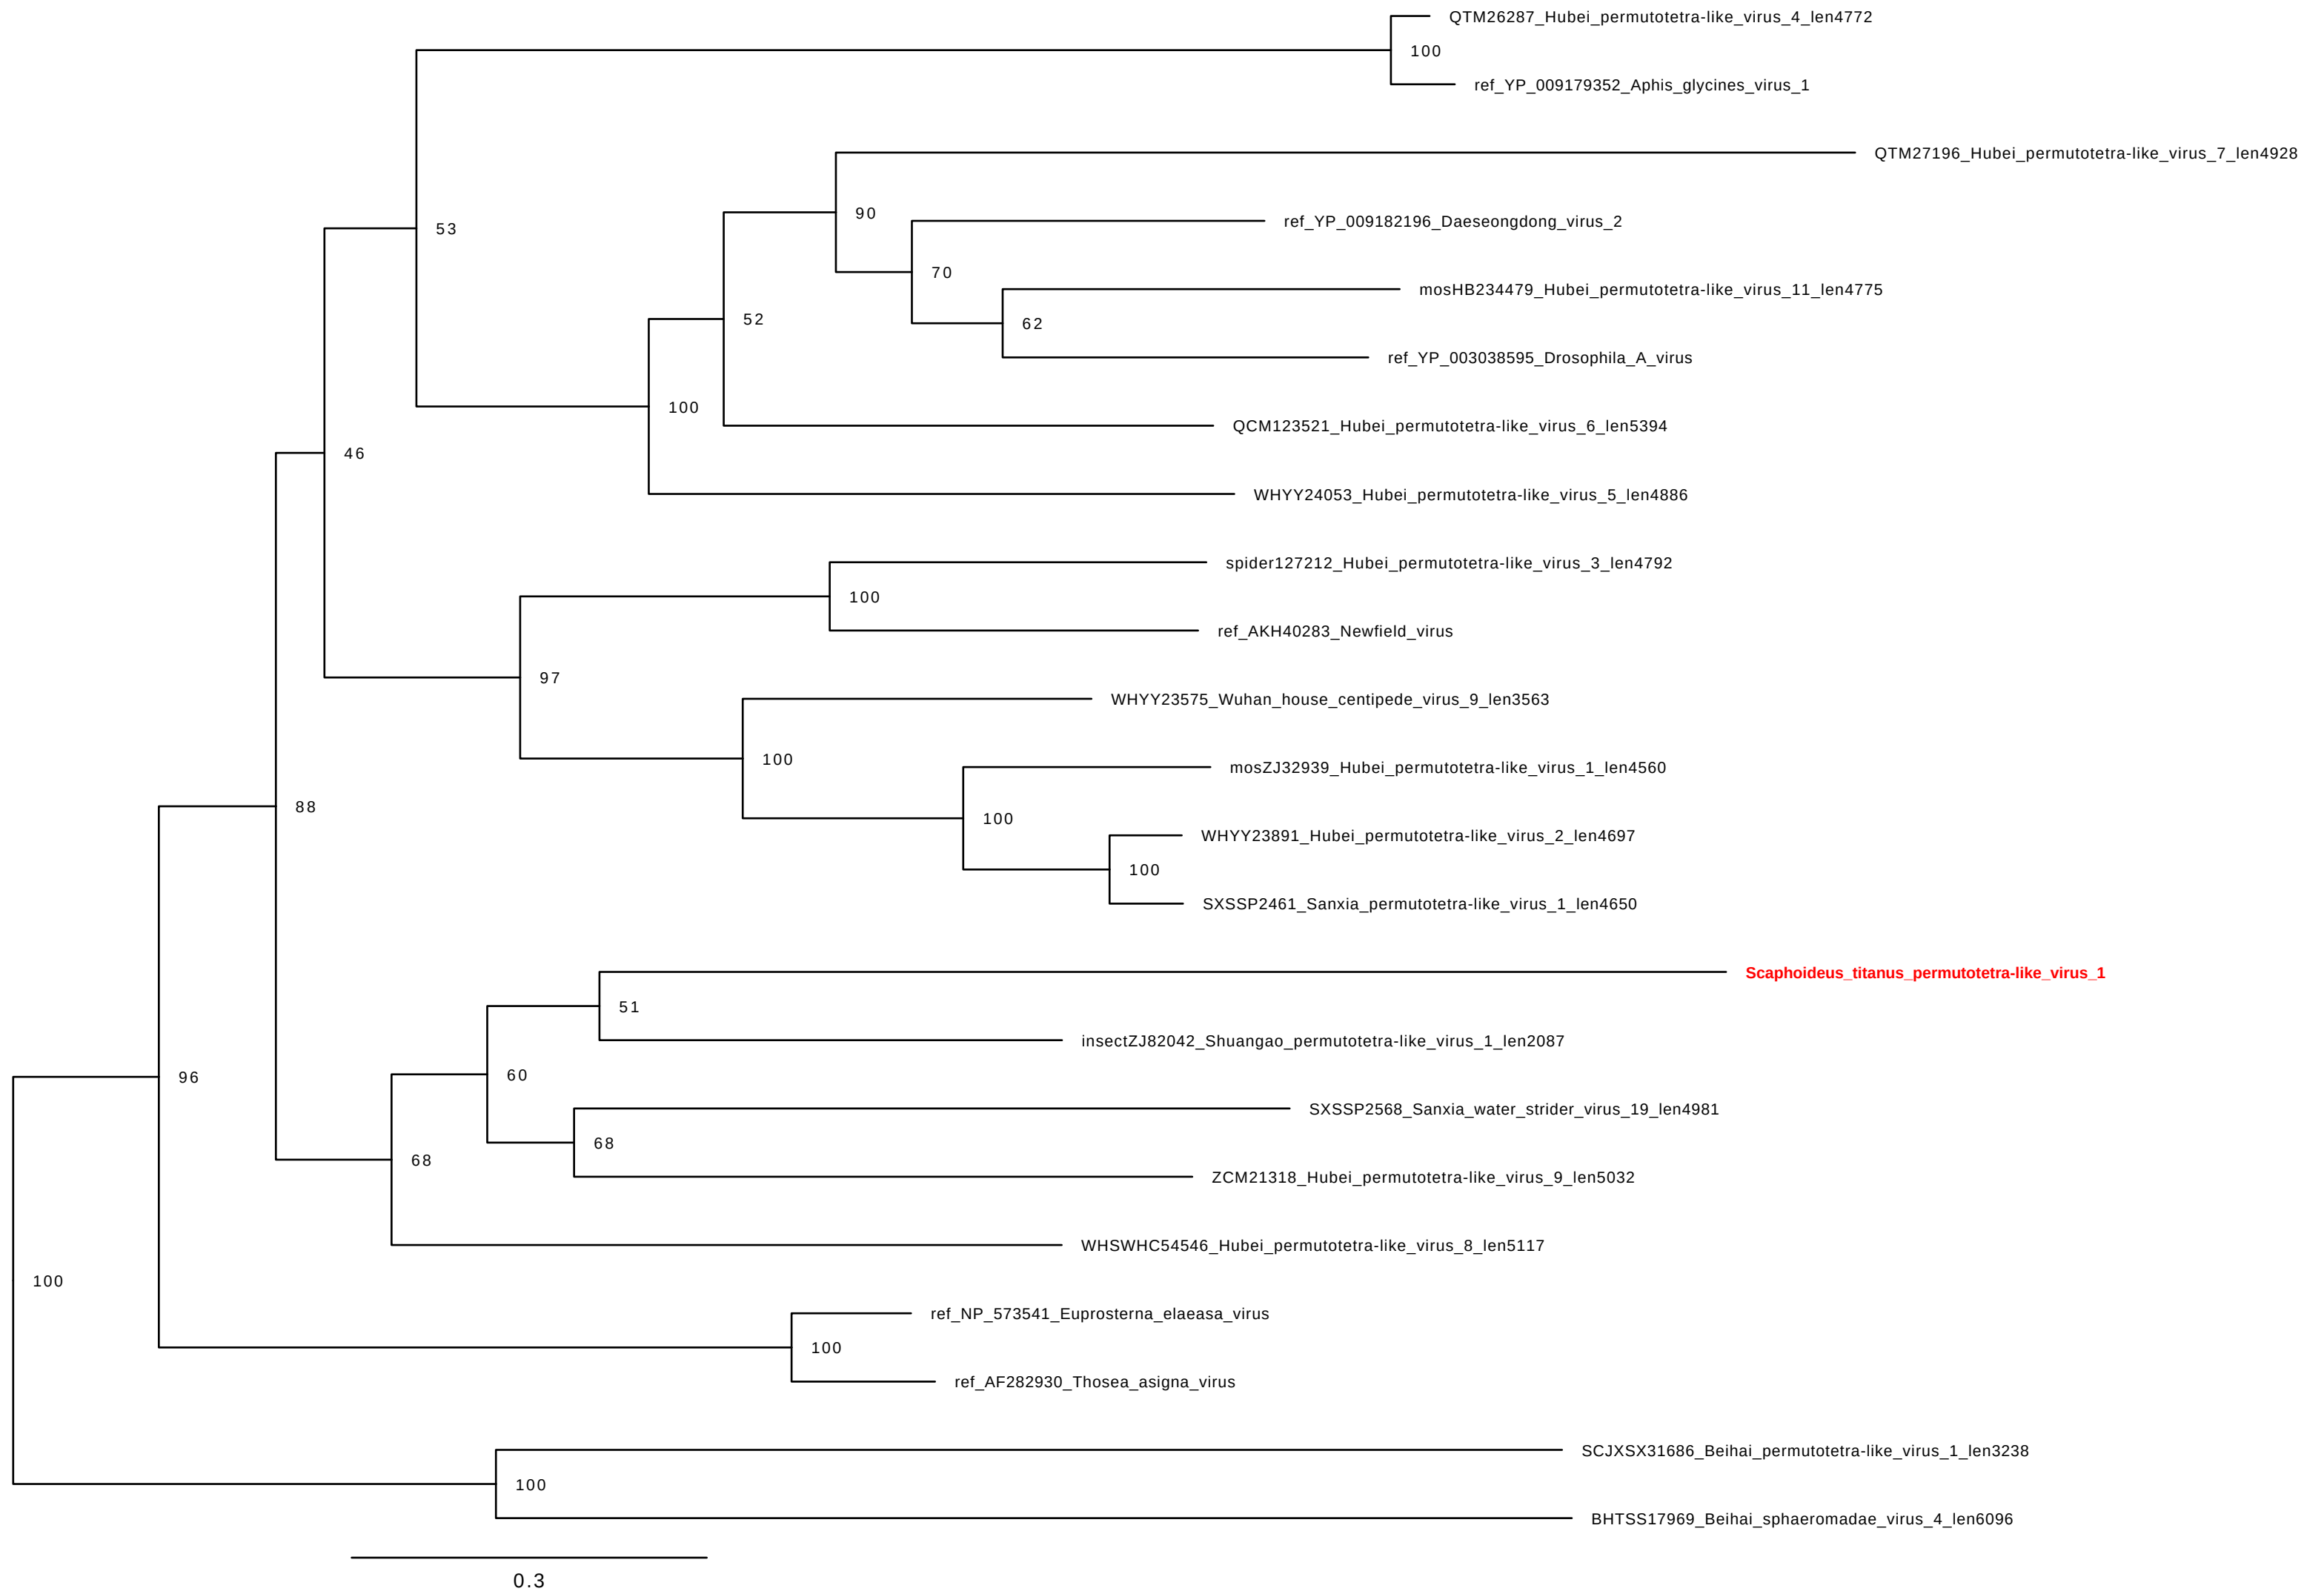 QTM26287_Hubei_permutotetra-like_virus_4_len4772
100
ref_YP_009179352_Aphis_glycines_virus_1
QTM27196_Hubei_permutotetra-like_virus_7_len4928
90
ref_YP_009182196_Daeseongdong_virus_2
53
70
mosHB234479_Hubei_permutotetra-like_virus_11_len4775
52
62
ref_YP_003038595_Drosophila_A_virus
100
QCM123521_Hubei_permutotetra-like_virus_6_len5394
46
WHYY24053_Hubei_permutotetra-like_virus_5_len4886
spider127212_Hubei_permutotetra-like_virus_3_len4792
100
ref_AKH40283_Newfield_virus
97
WHYY23575_Wuhan_house_centipede_virus_9_len3563
100
mosZJ32939_Hubei_permutotetra-like_virus_1_len4560
88
100
WHYY23891_Hubei_permutotetra-like_virus_2_len4697
100
SXSSP2461_Sanxia_permutotetra-like_virus_1_len4650
Scaphoideus_titanus_permutotetra-like_virus_1
51
insectZJ82042_Shuangao_permutotetra-like_virus_1_len2087
96
60
SXSSP2568_Sanxia_water_strider_virus_19_len4981
68
68
ZCM21318_Hubei_permutotetra-like_virus_9_len5032
WHSWHC54546_Hubei_permutotetra-like_virus_8_len5117
100
ref_NP_573541_Euprosterna_elaeasa_virus
100
ref_AF282930_Thosea_asigna_virus
SCJXSX31686_Beihai_permutotetra-like_virus_1_len3238
100
BHTSS17969_Beihai_sphaeromadae_virus_4_len6096
0.3